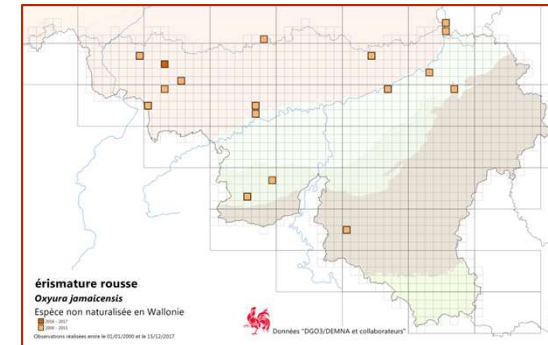 érismature rousse
Oxyura jamaicensis
Espèce non naturalisée en Wallonie
2016 - 2017
2000 - 2015
Observations réalisées entre le 01/01/2000 et le 15/12/2017
Données "DGO3/DEMNA et collaborateurs"